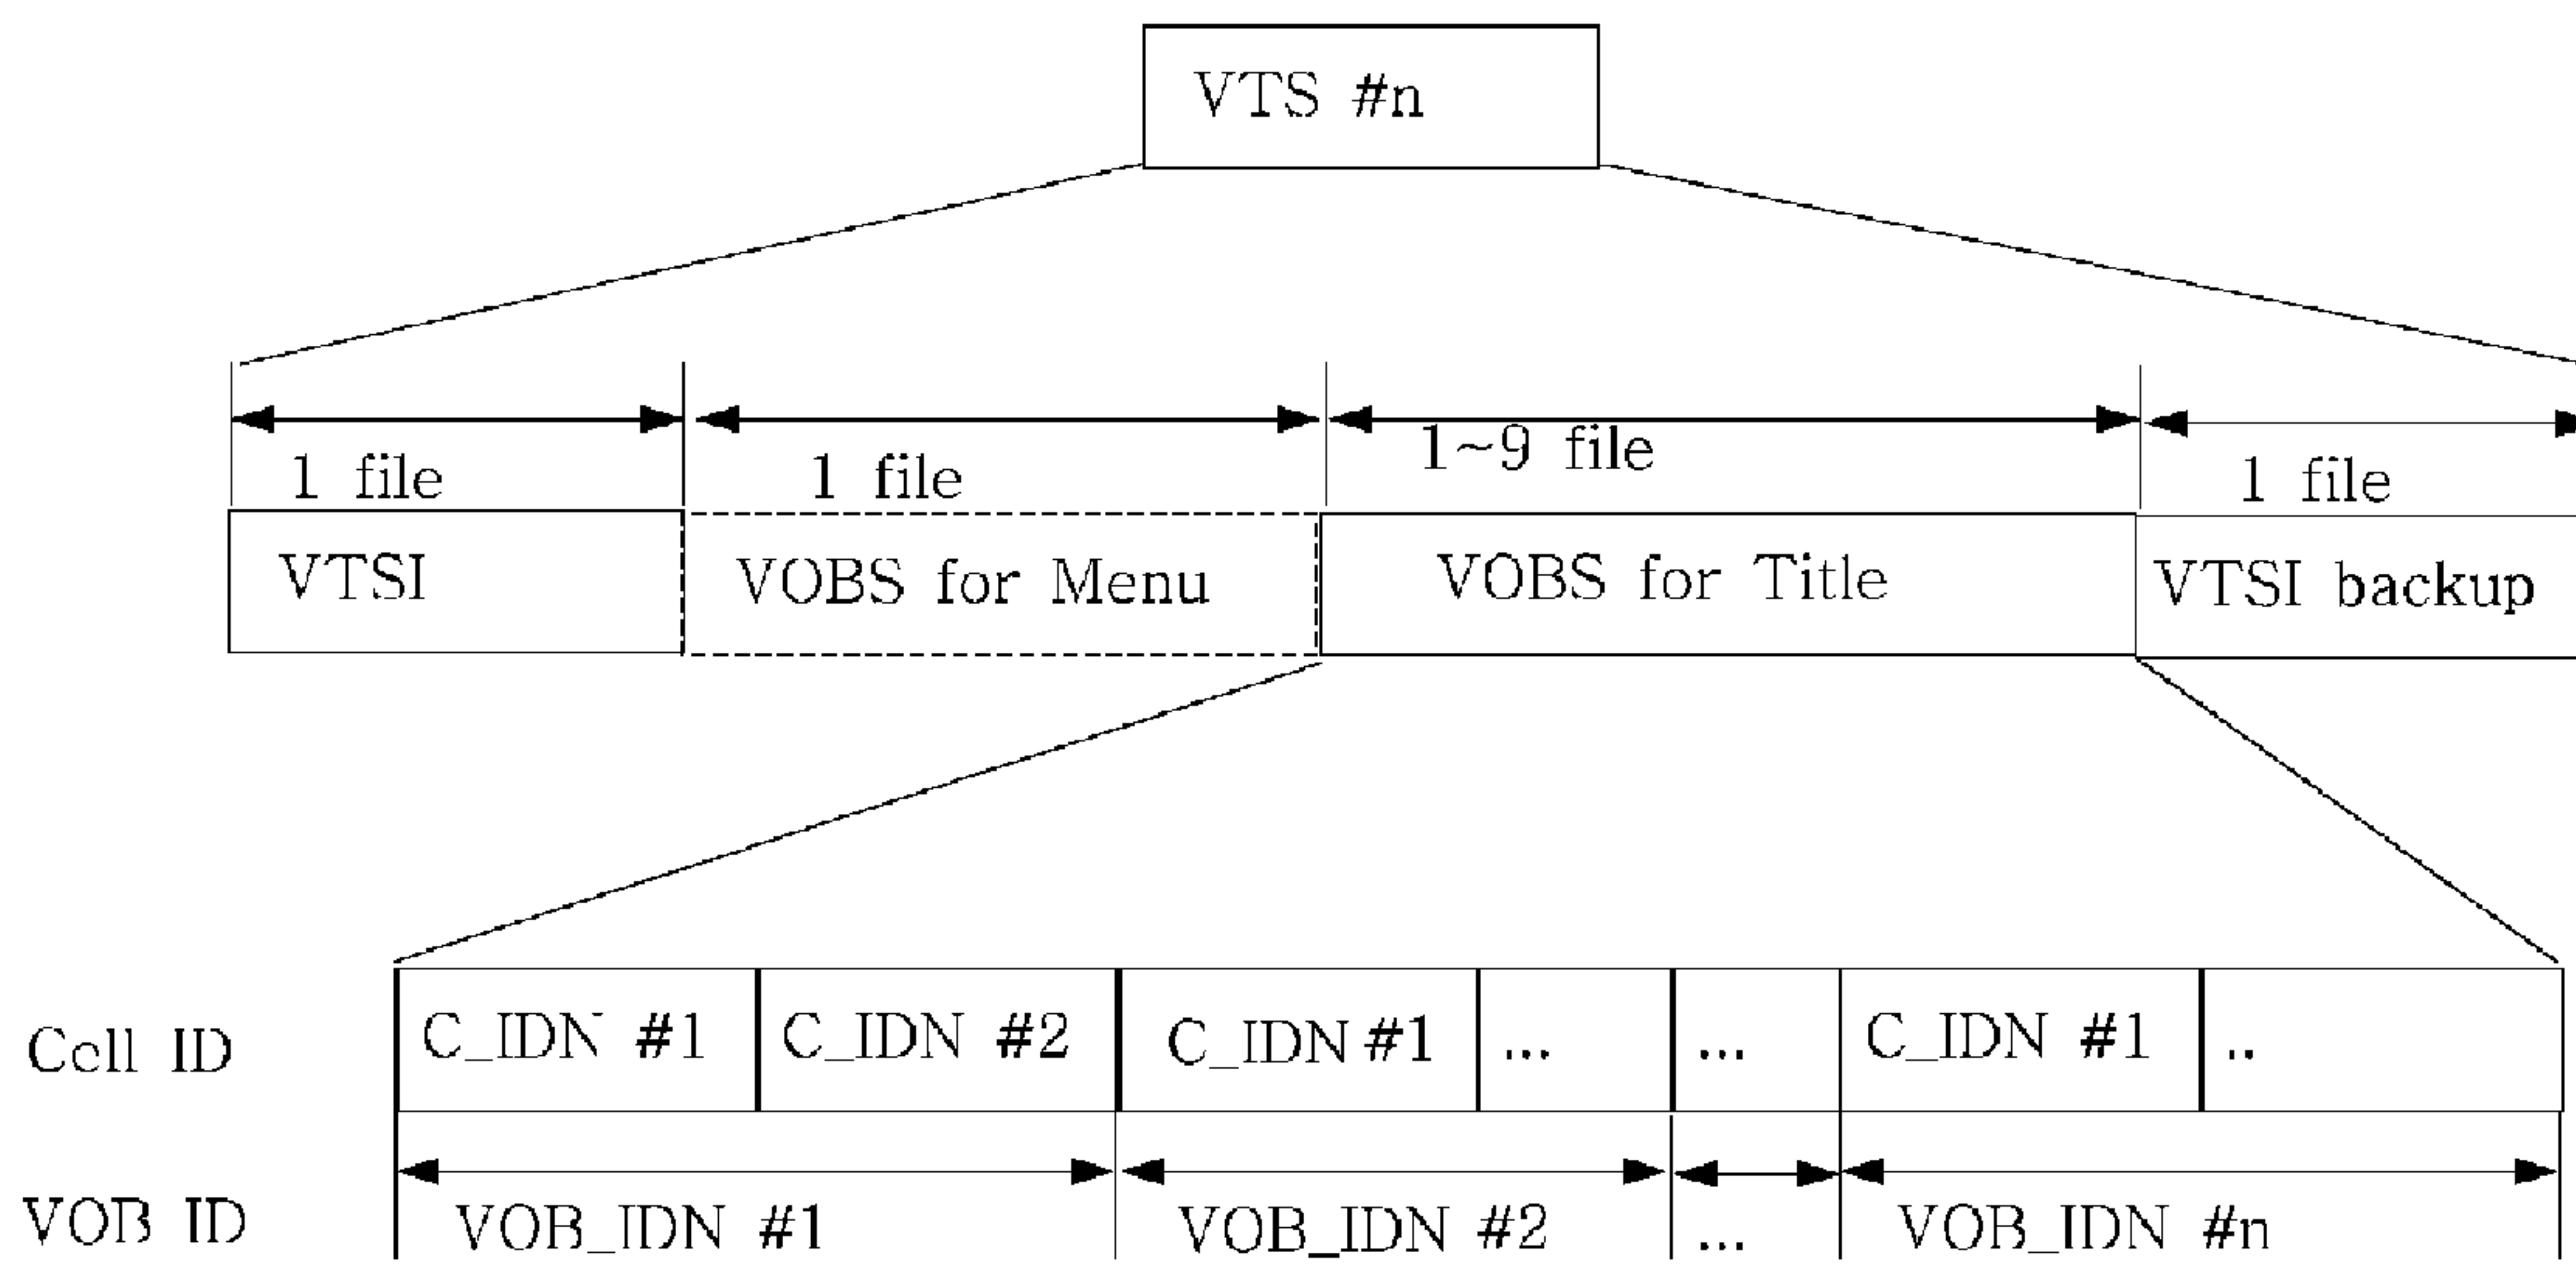 VTS #n
1 file
1 file
1~9 file
1 file
VTSI
VOBS for Menu
VOBS for Title
VTSI backup
Cell ID
C_IDN #1
C_IDN #2
C_IDN #1
...
...
C_IDN #1
..
VOB ID
VOB_IDN #1
VOB_IDN #2
...
VOB_IDN #n